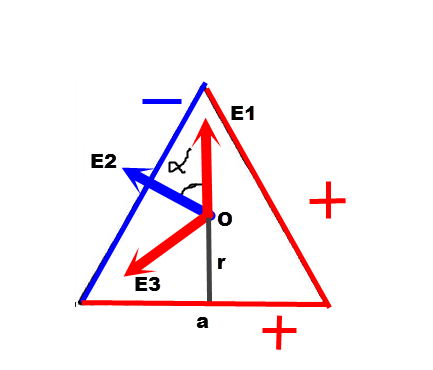 −
E1
α
E2
+
O
r
E3
a
+